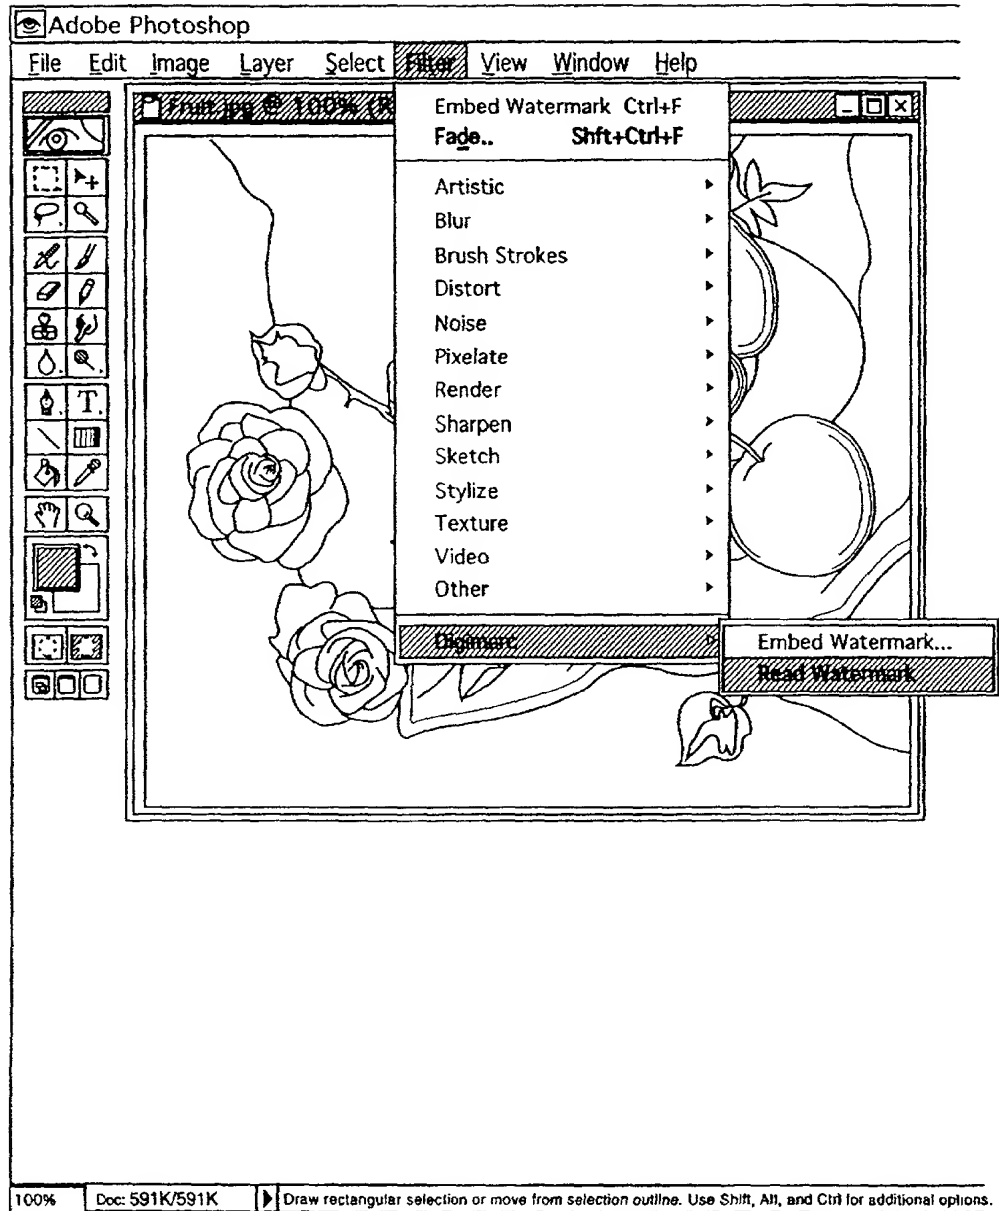 Adobe Photoshop
File Edit Image Layer Select Filter View Window Help
Fruit.jpg @ 100% (R
Embed Watermark Ctrl+F
Fade.. Shft+Ctrl+F
Artistic
Blur
Brush Strokes
Distort
Noise
Pixelate
Render
Sharpen
Sketch
Stylize
Texture
Video
Other
Digimarc
Embed Watermark...
Read Watermark
T
100% Doc: 591K/591K Draw rectangular selection or move from selection outline. Use Shift, Alt, and Ctrl for additional options.